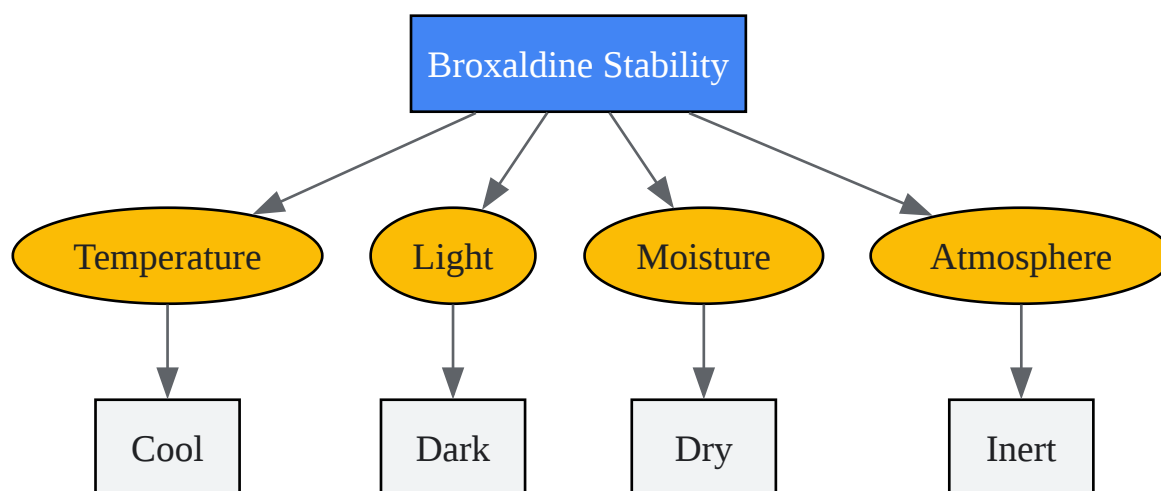 Broxaldine Stability
Temperature
Light
Moisture
Atmosphere
Cool
Dark
Dry
Inert